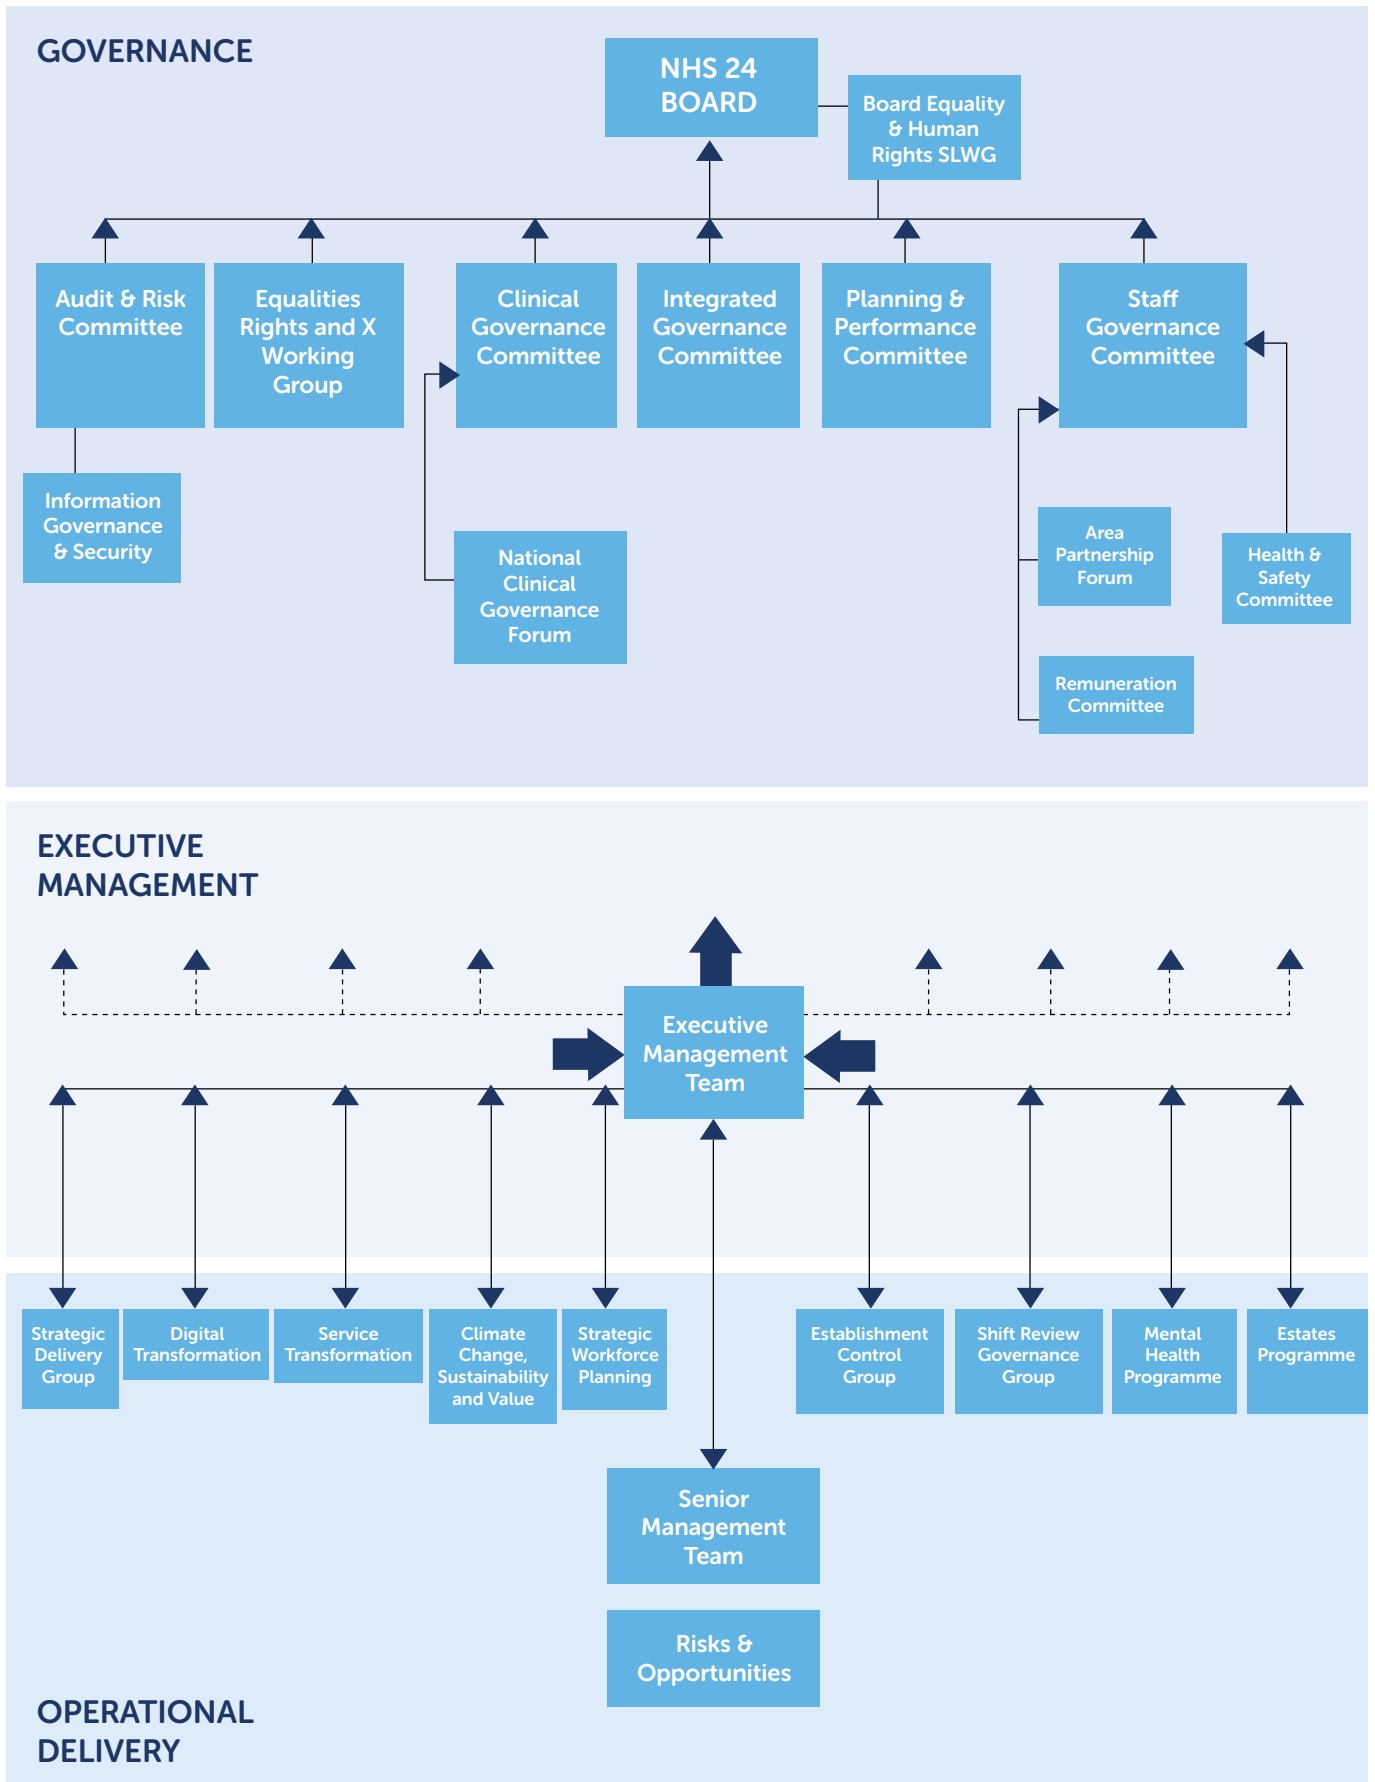 GOVERNANCE
NHS 24
BOARD
Board Equality
& Human
Rights SLWG
Audit & Risk
Committee
Equalities
Rights and X
Working
Group
Clinical
Governance
Committee
Integrated
Governance
Committee
Planning &
Performance
Committee
Staff
Governance
Committee
Information
Governance
& Security
National
Clinical
Governance
Forum
Area
Partnership
Forum
Health &
Safety
Committee
Remuneration
Committee
EXECUTIVE
MANAGEMENT
Executive
Management
Team
Strategic
Delivery
Group
Digital
Transformation
Service
Transformation
Climate
Change,
Sustainability
and Value
Strategic
Workforce
Planning
Establishment
Control
Group
Shift Review
Governance
Group
Mental
Health
Programme
Estates
Programme
Senior
Management
Team
Risks &
Opportunities
OPERATIONAL
DELIVERY